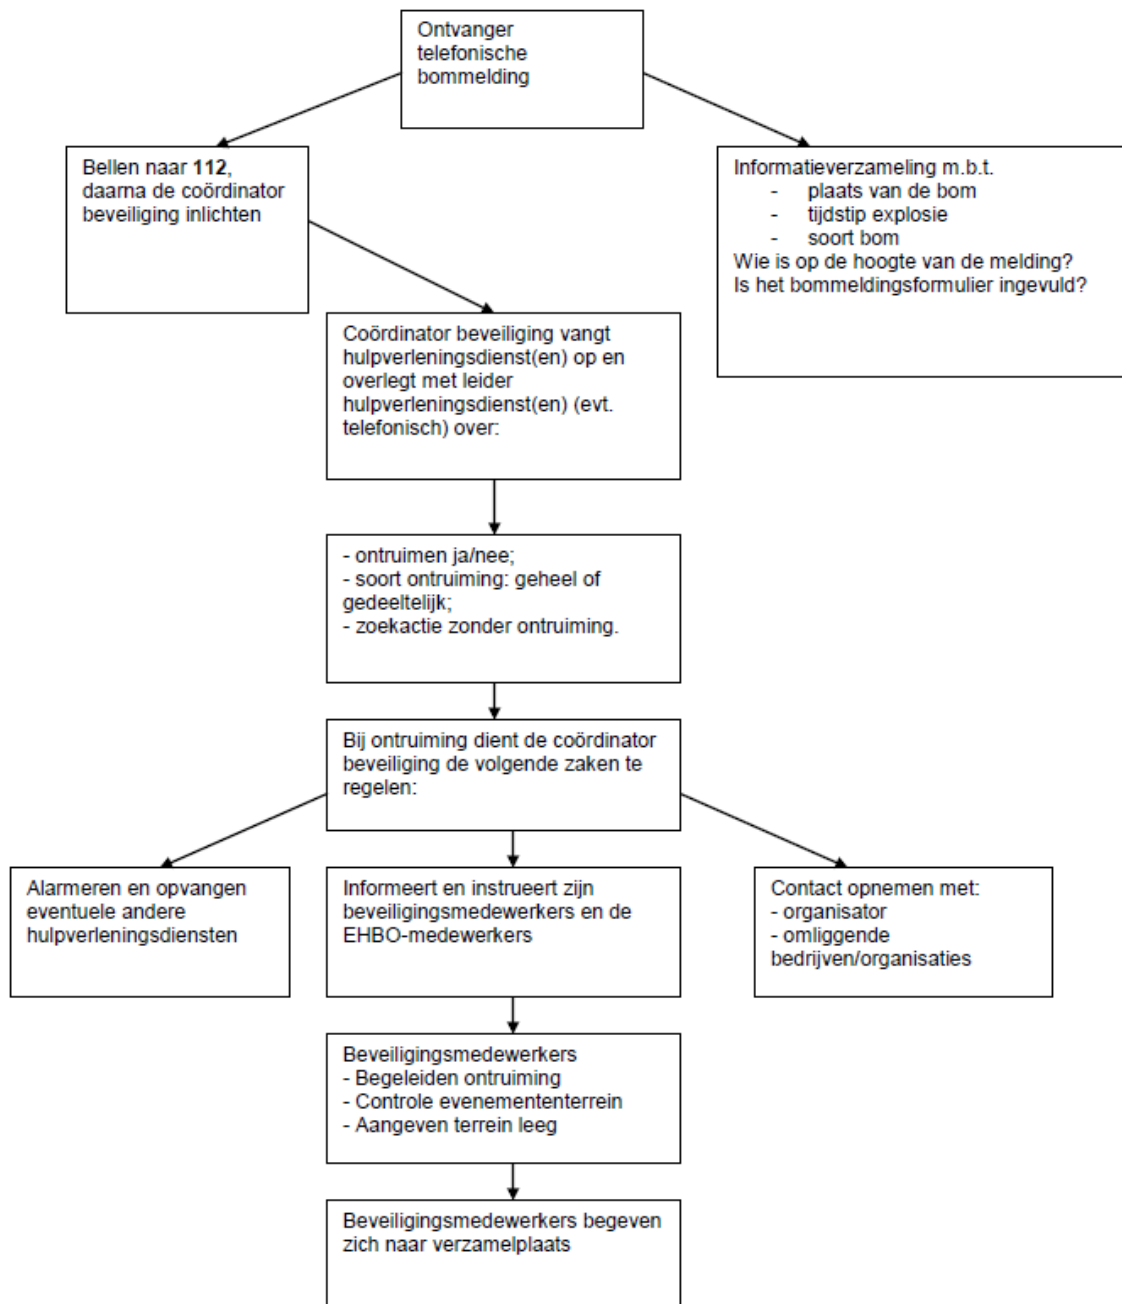 Ontvanger
telefonische
bommelding
Bellen naar 112,
daarna de coördinator
beveiliging inlichten
Informatieverzameling m.b.t.
- plaats van de bom
- tijdstip explosie
- soort bom
Wie is op de hoogte van de melding?
Is het bommeldingsformulier ingevuld?
Coördinator beveiliging vangt
hulpverleningsdienst(en) op en
overlegt met leider
hulpverleningsdienst(en) (evt.
telefonisch) over:
- ontruimen ja/nee;
- soort ontruiming: geheel of
gedeeltelijk;
- zoekactie zonder ontruiming.
Bij ontruiming dient de coördinator
beveiliging de volgende zaken te
regelen:
Alarmeren en opvangen
eventuele andere
hulpverleningsdiensten
Informeert en instrueert zijn
beveiligingsmedewerkers en de
EHBO-medewerkers
Contact opnemen met:
- organisator
- omliggende
bedrijven/organisaties
Beveiligingsmedewerkers
- Begeleiden ontruiming
- Controle evenemententerrein
- Aangeven terrein leeg
Beveiligingsmedewerkers begeven
zich naar verzamelplaats